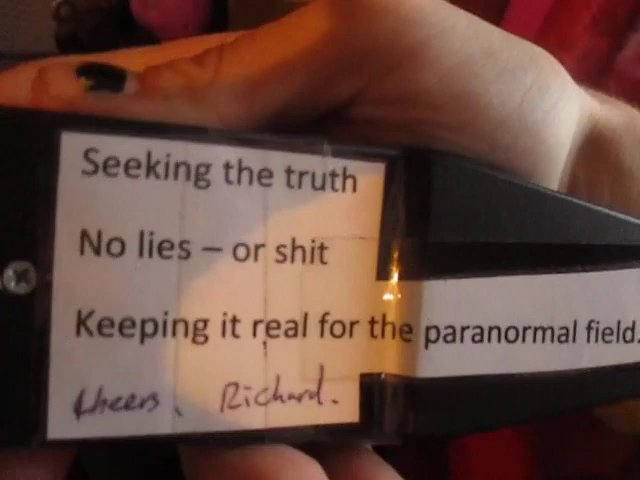 Seeking the truth
No lies – or shit
Keeping it real for the paranormal field.
Cheers, Richard.